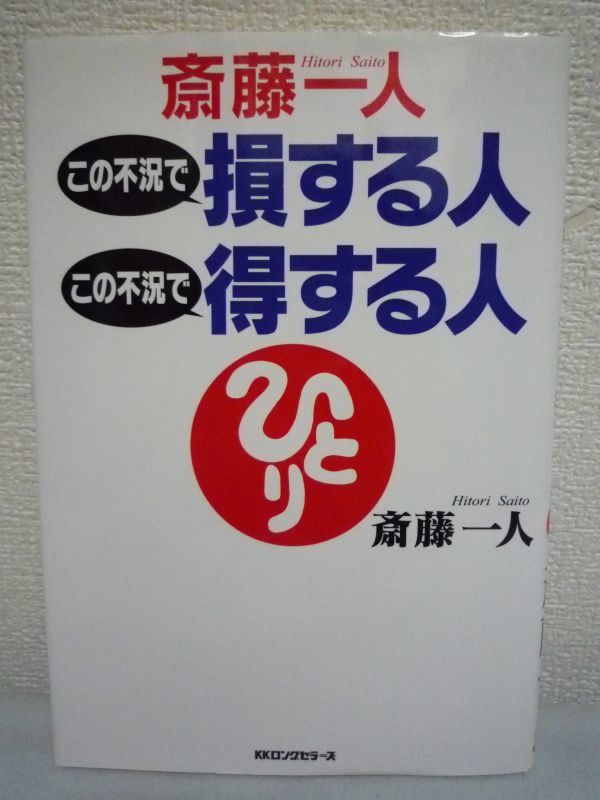 Hitori Saito
斎藤一人
この不況で
損する人
この不況で
得する人
ひとり
Hitori Saito
斎藤一人
KKロングセラーズ